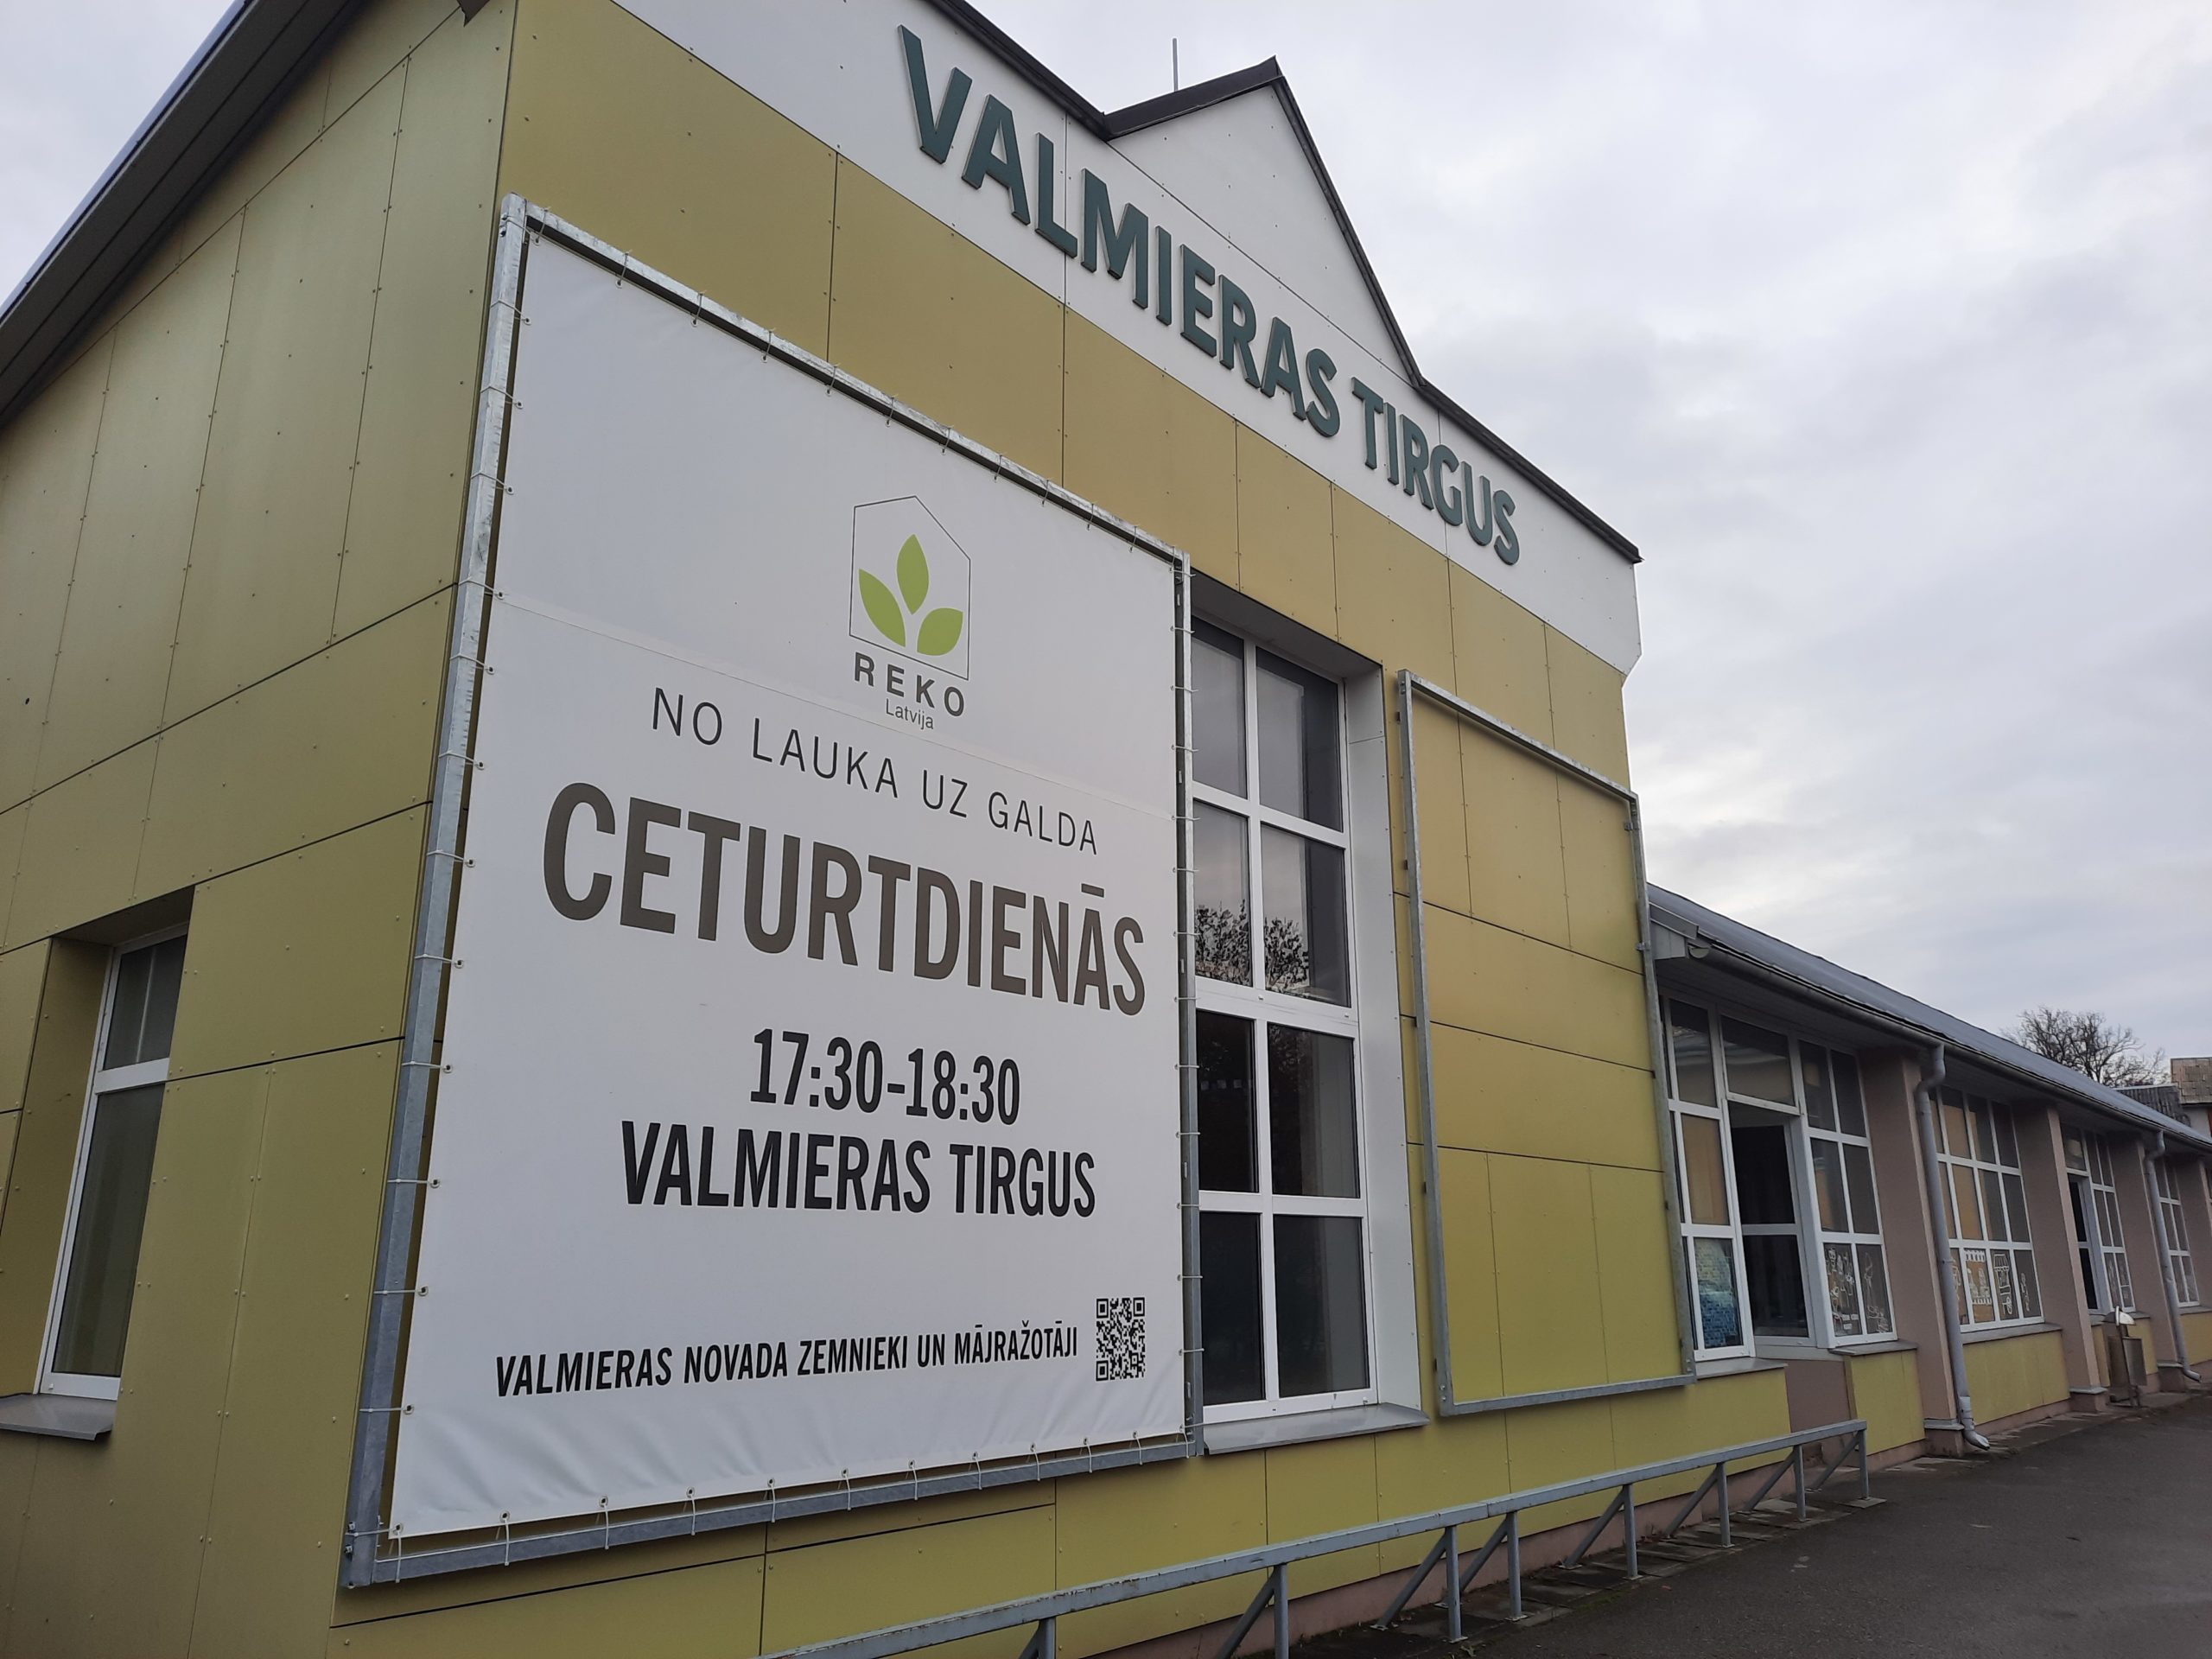 VALMIERAS TIRGUS
REKO
Latvija
NO LAUKA UZ GALDA
CETURTDIENĀS
17:30-18:30
VALMIERAS TIRGUS
VALMIERAS NOVADA ZEMNIEKI UN MĀJRAŽOTĀJI